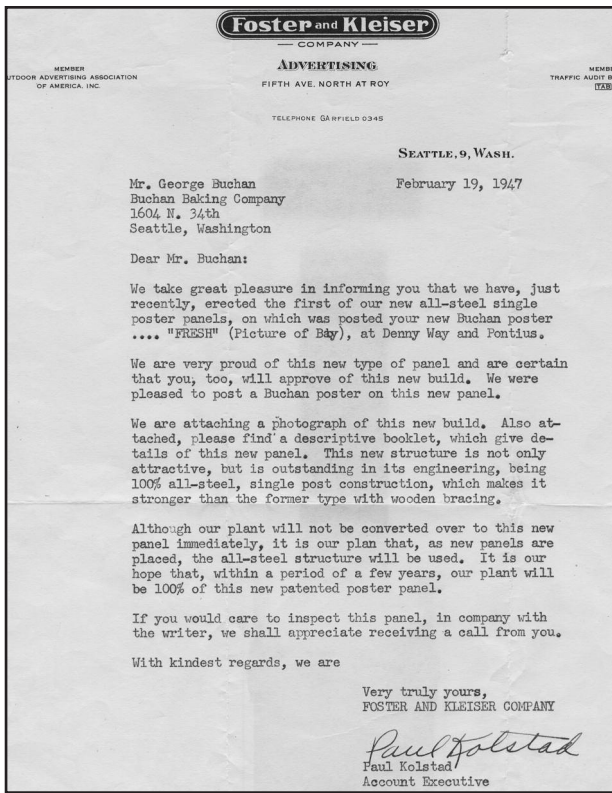 Foster and Kleiser
COMPANY
ADVERTISING
FIFTH AVE. NORTH AT ROY
TELEPHONE GARFIELD 0345
MEMBER
UTDOOR ADVERTISING ASSOCIATION
OF AMERICA. INC.
MEMBE
TRAFFIC AUDIT B
TAB
SEATTLE, 9, WASH.
Mr. George Buchan
February 19, 1947
Buchan Baking Company
1604 N. 34th
Seattle, Washington
Dear Mr. Buchan:
We take great pleasure in informing you that we have, just
recently, erected the first of our new all-steel single
poster panels, on which was posted your new Buchan poster
.... "FRESH" (Picture of Boy), at Denny Way and Pontius.
We are very proud of this new type of panel and are certain
that you, too, will approve of this new build. We were
pleased to post a Buchan poster on this new panel.
We are attaching a photograph of this new build. Also at-
tached, please find a descriptive booklet, which give de-
tails of this new panel. This new structure is not only
attractive, but is outstanding in its engineering, being
100% all-steel, single post construction, which makes it
stronger than the former type with wooden bracing.
Although our plant will not be converted over to this new
panel immediately, it is our plan that, as new panels are
placed, the all-steel structure will be used. It is our
hope that, within a period of a few years, our plant will
be 100% of this new patented poster panel.
If you would care to inspect this panel, in company with
the writer, we shall appreciate receiving a call from you.
With kindest regards, we are
Very truly yours,
FOSTER AND KLEISER COMPANY
Paul Kolstad
Paul Kolstad
Account Executive